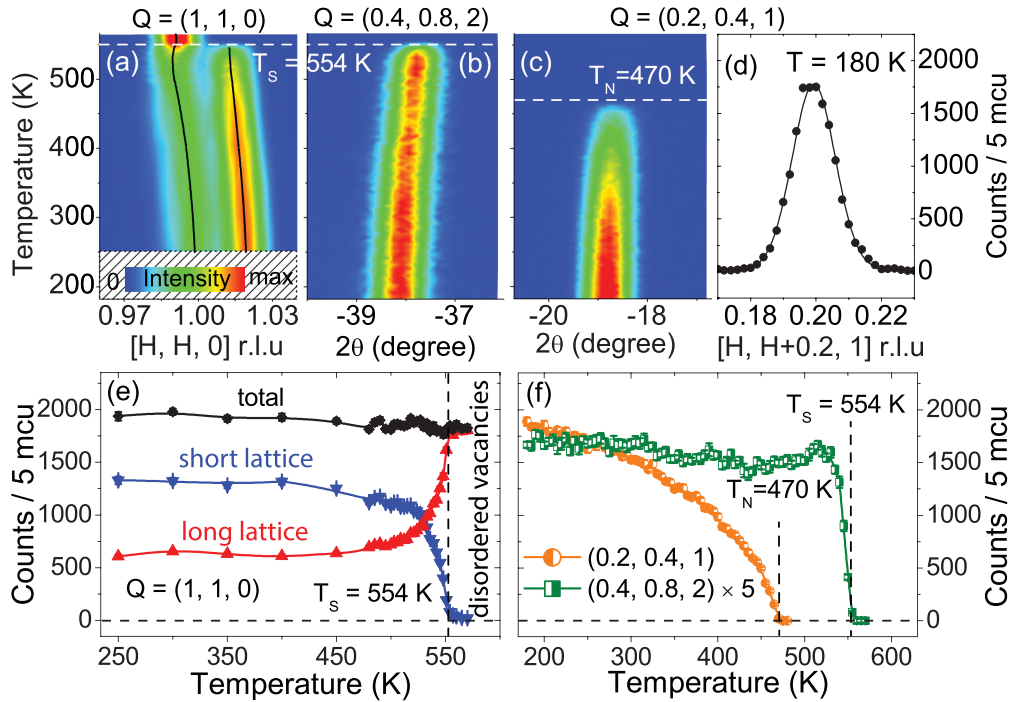 Q = (1, 1, 0) Q = (0.4, 0.8, 2) Q = (0.2, 0.4, 1)
(a) (b) (c) (d) T = 180 K
T_S = 554 K
T_N=470 K
Temperature (K)
500
400
300
200
0 Intensity max
0.97 1.00 1.03
[H, H, 0] r.l.u
-39 -37
2θ (degree)
-20 -18
2θ (degree)
0.18 0.20 0.22
[H, H+0.2, 1] r.l.u
2000
1500
1000
500
0
Counts / 5 mcu
(e)
total
short lattice
long lattice
Q = (1, 1, 0)
T_S = 554 K
disordered vacancies
Counts / 5 mcu
2000
1500
1000
500
0
250 300 350 400 450 500 550
Temperature (K)
(f)
T_S = 554 K
T_N=470 K
(0.2, 0.4, 1)
(0.4, 0.8, 2) × 5
200 300 400 500 600
Temperature (K)
2000
1500
1000
500
0
Counts / 5 mcu